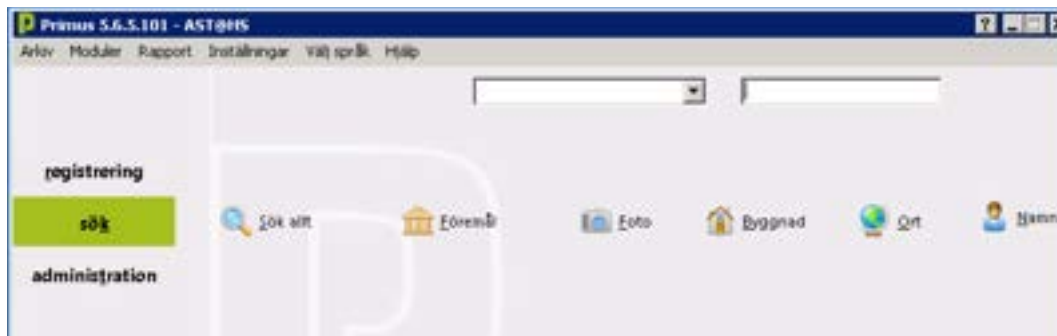 Primus 5.6.5.101 - AST@HS
Arkiv Moduler Rapport Inställningar Välj språk Hjälp
registrering
sök Sök allt Föremål Foto Byggnad Ort Namn
administration